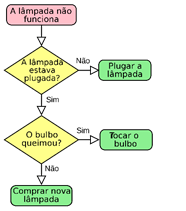 A lâmpada não
funciona
A lâmpada
estava
plugada?
Não
Plugar a
lâmpada
Sim
O bulbo
queimou?
Sim
Tocar o
bulbo
Não
Comprar nova
lâmpada